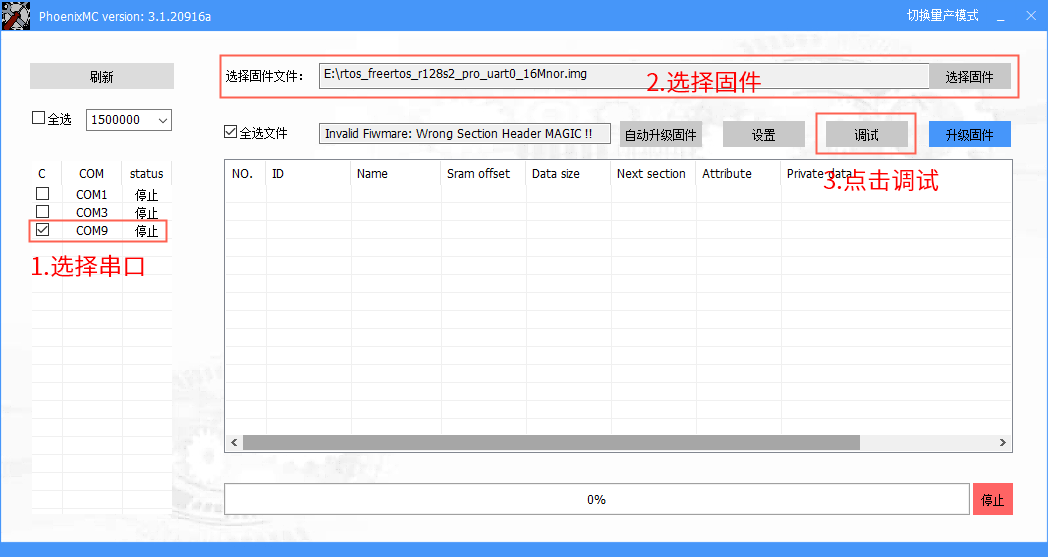 PhoenixMC version: 3.1.20916a
切换量产模式
刷新
选择固件文件:
E:\rtos_freertos_r128s2_pro_uart0_16Mnor.img
2.选择固件
选择固件
全选
1500000
全选文件
Invalid Fiwmare: Wrong Section Header MAGIC !!
自动升级固件
设置
调试
升级固件
C COM status
COM1 停止
COM3 停止
COM9 停止
1.选择串口
NO. ID Name Sram offset Data size Next section Attribute Private data
3.点击调试
0%
停止